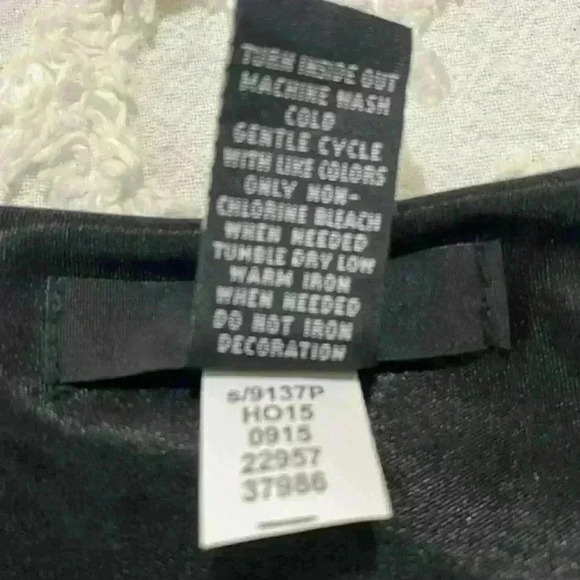 TURN INSIDE OUT
MACHINE WASH
COLD
GENTLE CYCLE
WITH LIKE COLORS
ONLY NON-
CHLORINE BLEACH
WHEN NEEDED
TUMBLE DRY LOW
WARM IRON
WHEN NEEDED
DO NOT IRON
DECORATION
s/9137P
HO15
0915
22957
37986